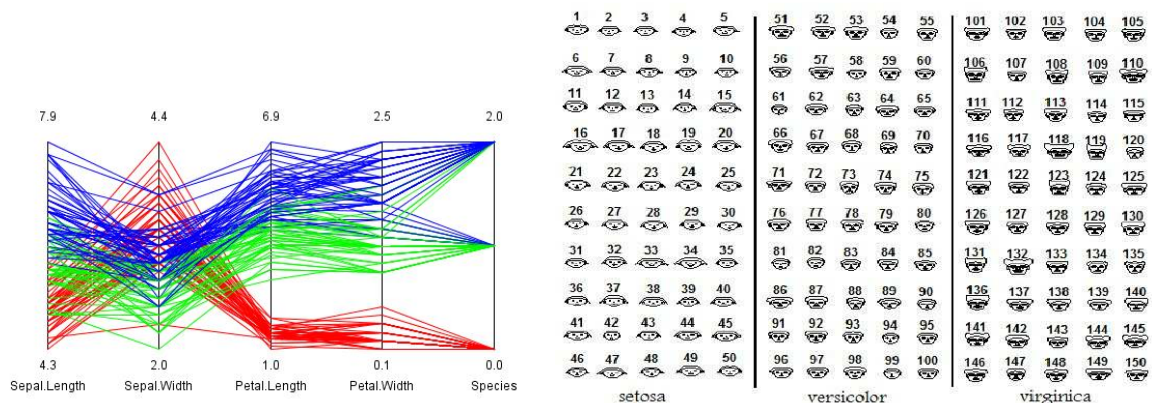 7.9 4.4 6.9 2.5 2.0
4.3 2.0 1.0 0.1 0.0
Sepal.Length Sepal.Width Petal.Length Petal.Width Species
1 2 3 4 5 51 52 53 54 55 101 102 103 104 105
6 7 8 9 10 56 57 58 59 60 106 107 108 109 110
11 12 13 14 15 61 62 63 64 65 111 112 113 114 115
16 17 18 19 20 66 67 68 69 70 116 117 118 119 120
21 22 23 24 25 71 72 73 74 75 121 122 123 124 125
26 27 28 29 30 76 77 78 79 80 126 127 128 129 130
31 32 33 34 35 81 82 83 84 85 131 132 133 134 135
36 37 38 39 40 86 87 88 89 90 136 137 138 139 140
41 42 43 44 45 91 92 93 94 95 141 142 143 144 145
46 47 48 49 50 96 97 98 99 100 146 147 148 149 150
setosa versicolor virginica